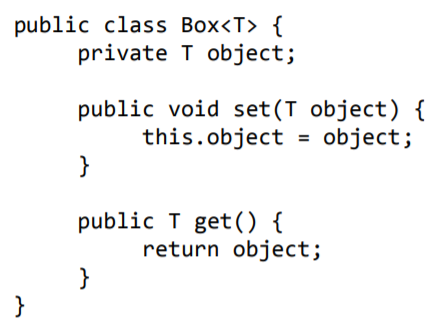 public class Box<T> {
private T object;
public void set(T object) {
this.object = object;
}
public T get() {
return object;
}
}